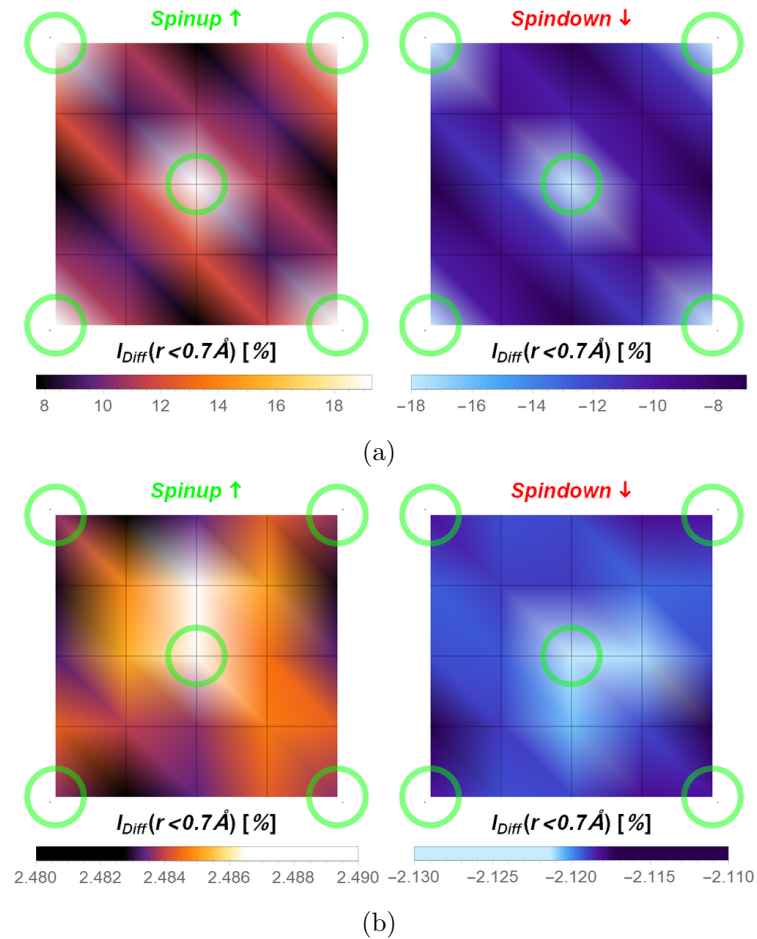 Spinup ↑ Spindown ↓
I_Diff(r<0.7Å) [%] I_Diff(r<0.7Å) [%]
8 10 12 14 16 18 −18 −16 −14 −12 −10 −8
(a)
Spinup ↑ Spindown ↓
I_Diff(r<0.7Å) [%] I_Diff(r<0.7Å) [%]
2.480 2.482 2.484 2.486 2.488 2.490 −2.130 −2.125 −2.120 −2.115 −2.110
(b)